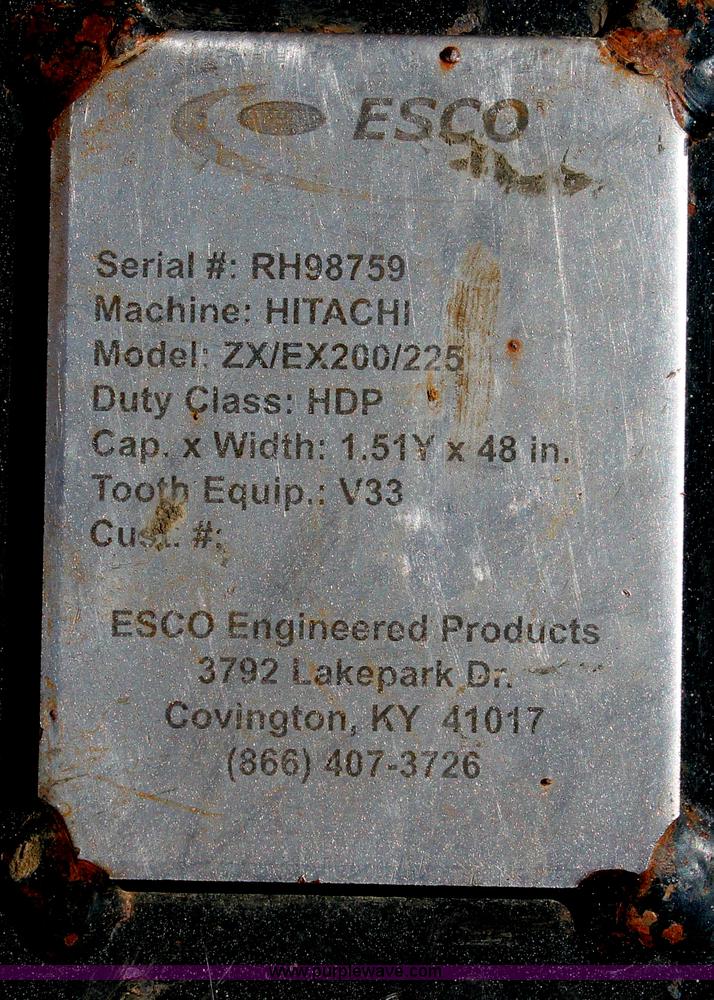 ESCO
Serial #: RH98759
Machine: HITACHI
Model: ZX/EX200/225
Duty Class: HDP
Cap. x Width: 1.51Y x 48 in.
Tooth Equip.: V33
Cust. #:
ESCO Engineered Products
3792 Lakepark Dr.
Covington, KY 41017
(866) 407-3726
www.purplewave.com